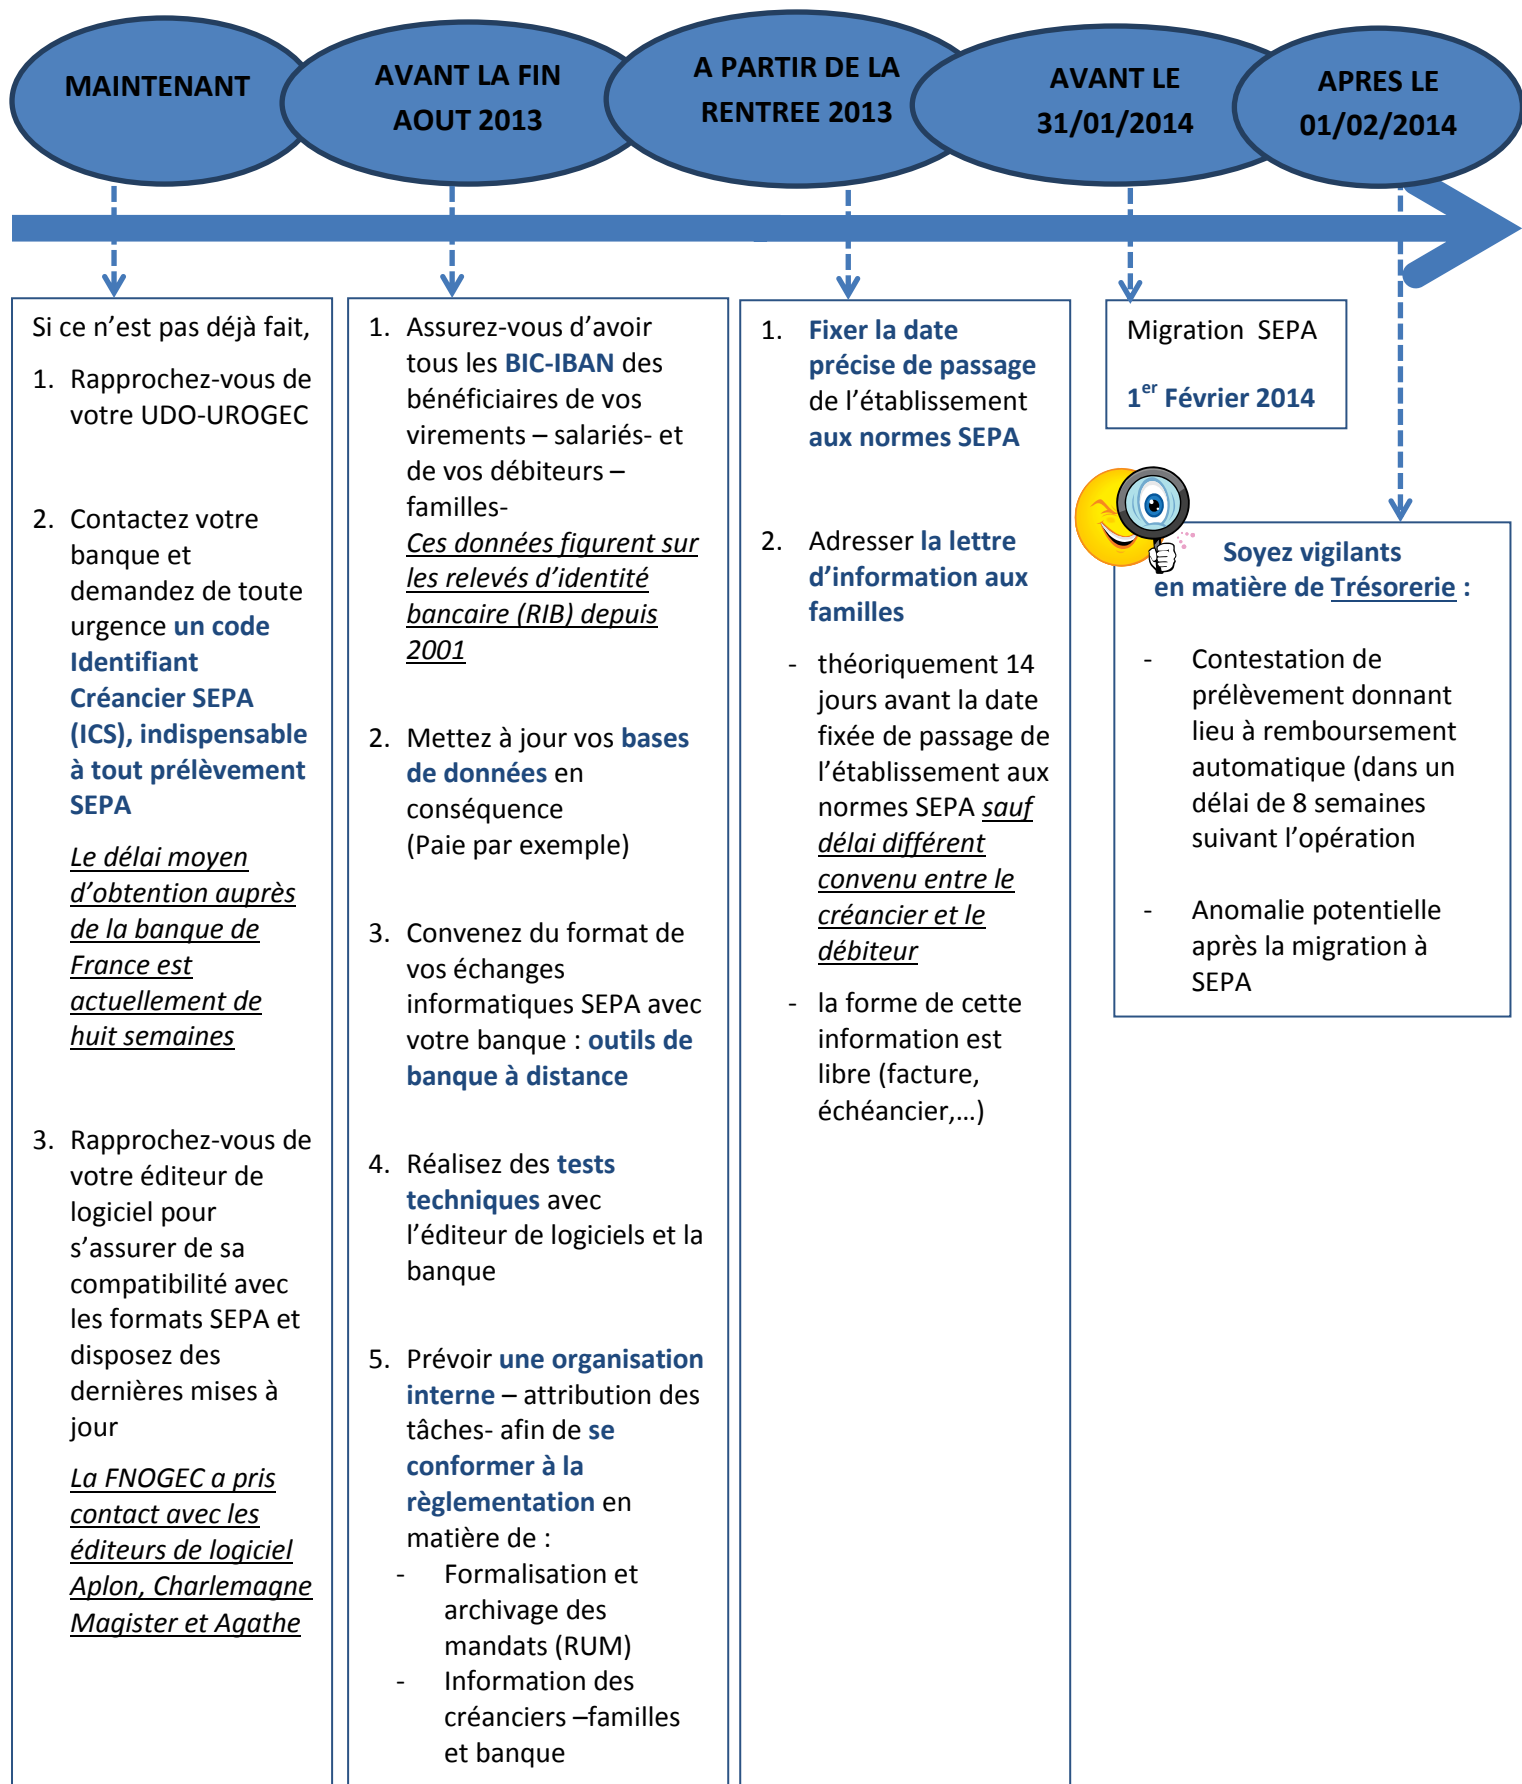 MAINTENANT
AVANT LA FIN
AOUT 2013
A PARTIR DE LA
RENTREE 2013
AVANT LE
31/01/2014
APRES LE
01/02/2014
Si ce n’est pas déjà fait,
1. Rapprochez-vous de
votre UDO-UROGEC
2. Contactez votre
banque et
demandez de toute
urgence un code
Identifiant
Créancier SEPA
(ICS), indispensable
à tout prélèvement
SEPA
Le délai moyen
d’obtention auprès
de la banque de
France est
actuellement de
huit semaines
3. Rapprochez-vous de
votre éditeur de
logiciel pour
s’assurer de sa
compatibilité avec
les formats SEPA et
disposez des
dernières mises à
jour
La FNOGEC a pris
contact avec les
éditeurs de logiciel
Aplon, Charlemagne
Magister et Agathe
1. Assurez-vous d’avoir
tous les BIC-IBAN des
bénéficiaires de vos
virements – salariés- et
de vos débiteurs –
familles-
Ces données figurent sur
les relevés d’identité
bancaire (RIB) depuis
2001
2. Mettez à jour vos bases
de données en
conséquence
(Paie par exemple)
3. Convenez du format de
vos échanges
informatiques SEPA avec
votre banque : outils de
banque à distance
4. Réalisez des tests
techniques avec
l’éditeur de logiciels et la
banque
5. Prévoir une organisation
interne – attribution des
tâches- afin de se
conformer à la
règlementation en
matière de :
- Formalisation et
archivage des
mandats (RUM)
- Information des
créanciers –familles
et banque
1. Fixer la date
précise de passage
de l’établissement
aux normes SEPA
2. Adresser la lettre
d’information aux
familles
- théoriquement 14
jours avant la date
fixée de passage de
l’établissement aux
normes SEPA sauf
délai différent
convenu entre le
créancier et le
débiteur
- la forme de cette
information est
libre (facture,
échéancier,…)
Migration SEPA
1er Février 2014
Soyez vigilants
en matière de Trésorerie :
- Contestation de
prélèvement donnant
lieu à remboursement
automatique (dans un
délai de 8 semaines
suivant l’opération
- Anomalie potentielle
après la migration à
SEPA